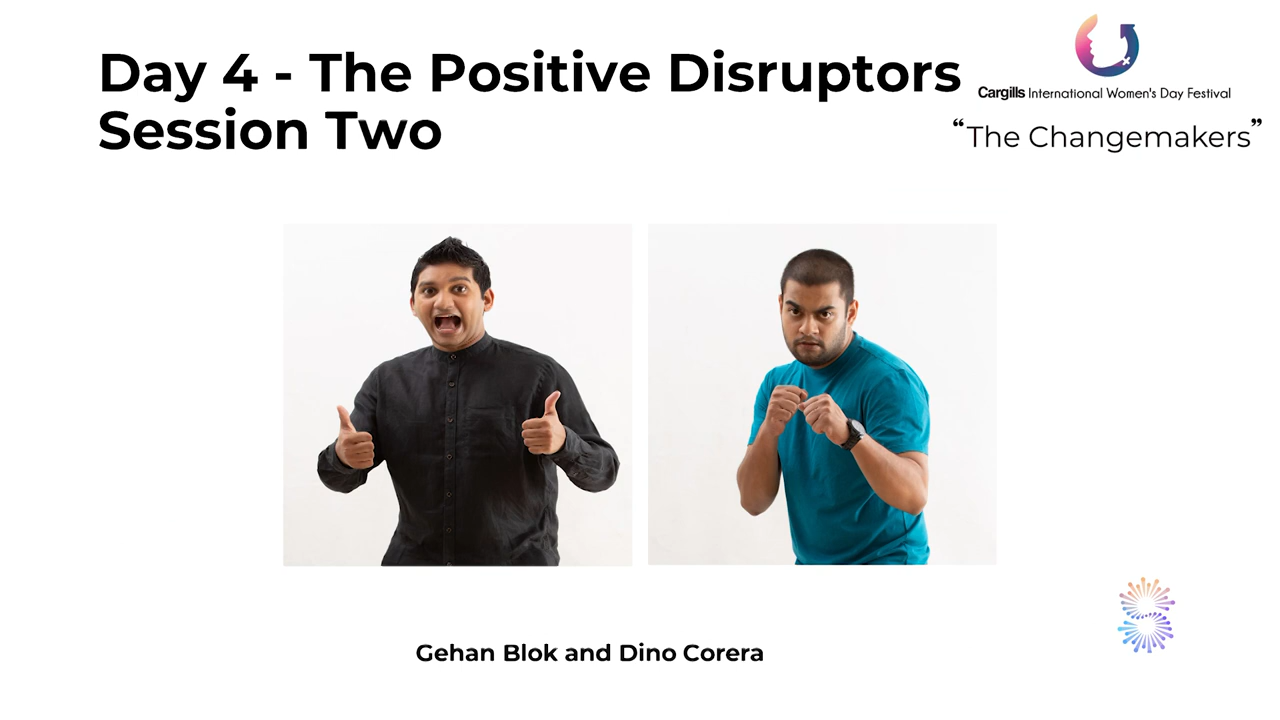 Day 4 - The Positive Disruptors
Session Two
Cargills International Women's Day Festival
“The Changemakers”
Gehan Blok and Dino Corera